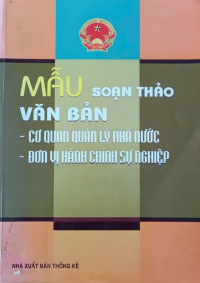 MẪU SOẠN THẢO
VĂN BẢN
- CƠ QUAN QUẢN LÝ NHÀ NƯỚC
- ĐƠN VỊ HÀNH CHÍNH SỰ NGHIỆP
NHÀ XUẤT BẢN THỐNG KÊ